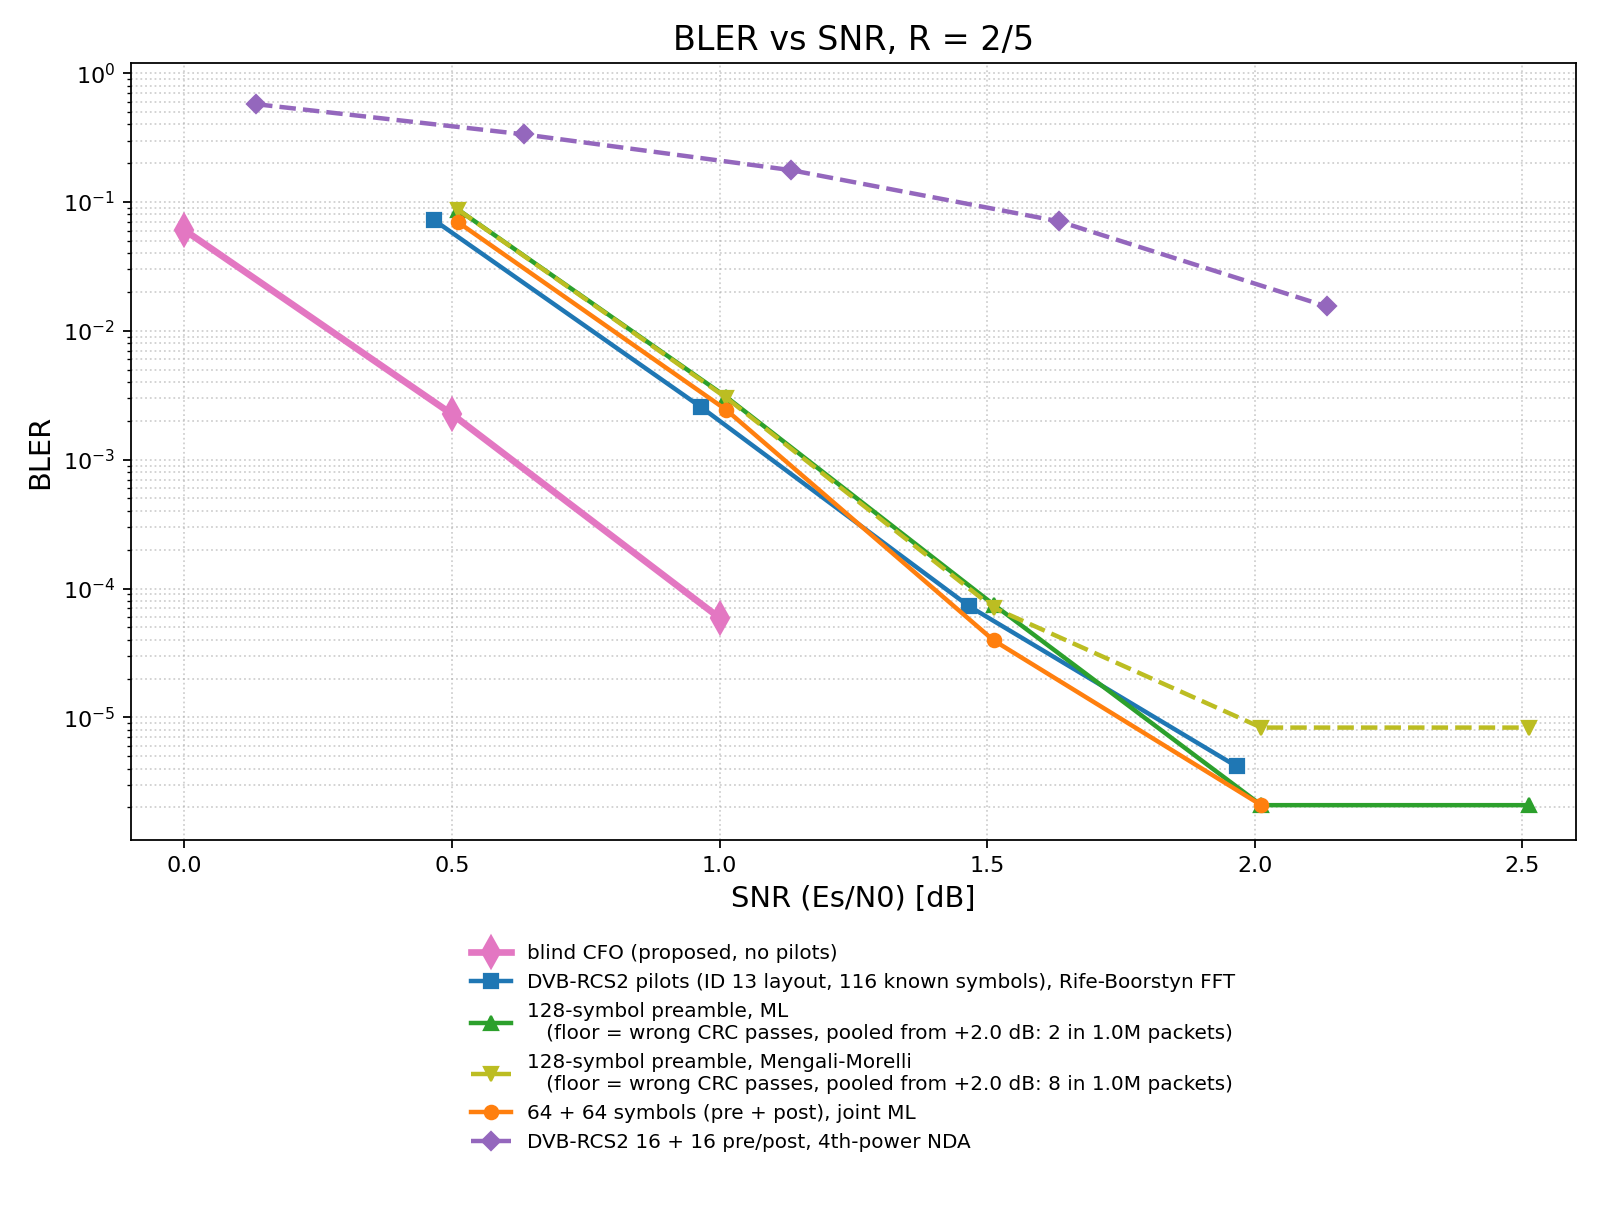 BLER vs SNR, R = 2/5
10^0
10^-1
10^-2
10^-3
10^-4
10^-5
BLER
0.0 0.5 1.0 1.5 2.0 2.5
SNR (Es/N0) [dB]
blind CFO (proposed, no pilots)
DVB-RCS2 pilots (ID 13 layout, 116 known symbols), Rife-Boorstyn FFT
128-symbol preamble, ML
(floor = wrong CRC passes, pooled from +2.0 dB: 2 in 1.0M packets)
128-symbol preamble, Mengali-Morelli
(floor = wrong CRC passes, pooled from +2.0 dB: 8 in 1.0M packets)
64 + 64 symbols (pre + post), joint ML
DVB-RCS2 16 + 16 pre/post, 4th-power NDA